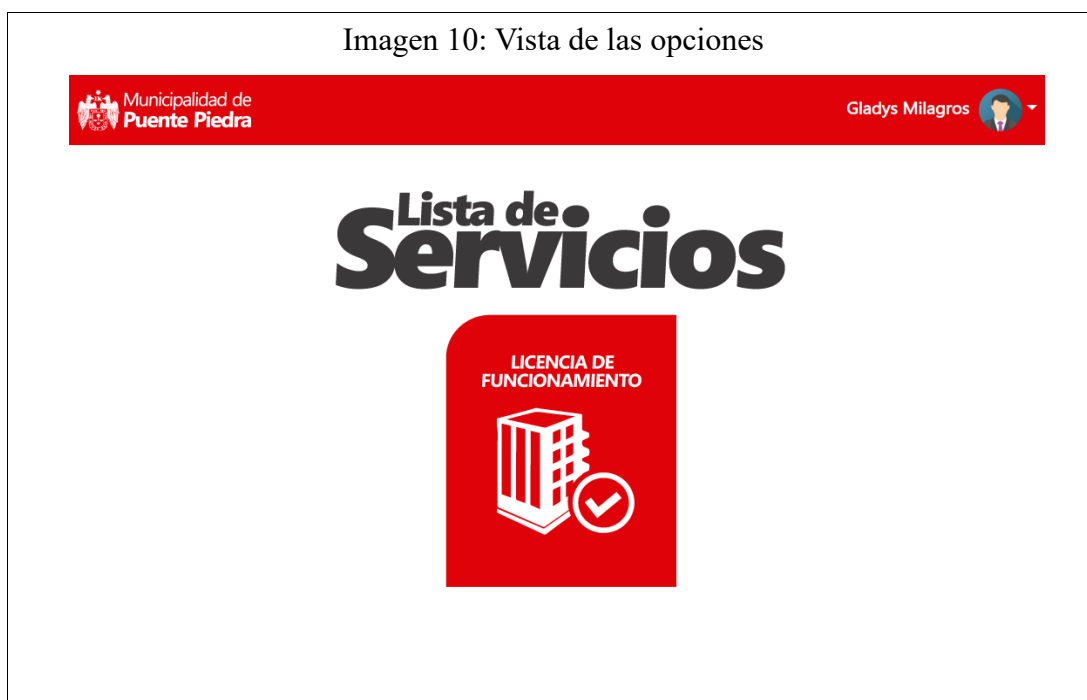 Imagen 10: Vista de las opciones
Municipalidad de
Puente Piedra
Gladys Milagros
Lista de
Servicios
LICENCIA DE
FUNCIONAMIENTO